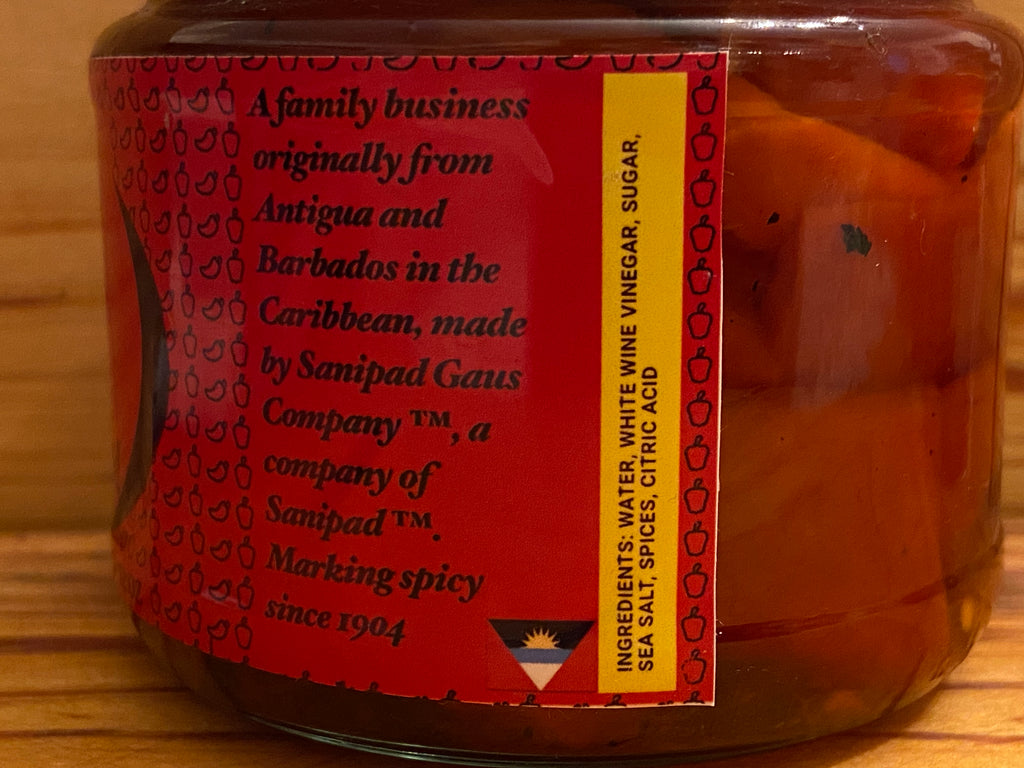 A family business
originally from
Antigua and
Barbados in the
Caribbean, made
by Sanipad Gaus
Company ™, a
company of
Sanipad ™.
Marking spicy
since 1904
INGREDIENTS: WATER, WHITE WINE VINEGAR, SUGAR,
SEA SALT, SPICES, CITRIC ACID